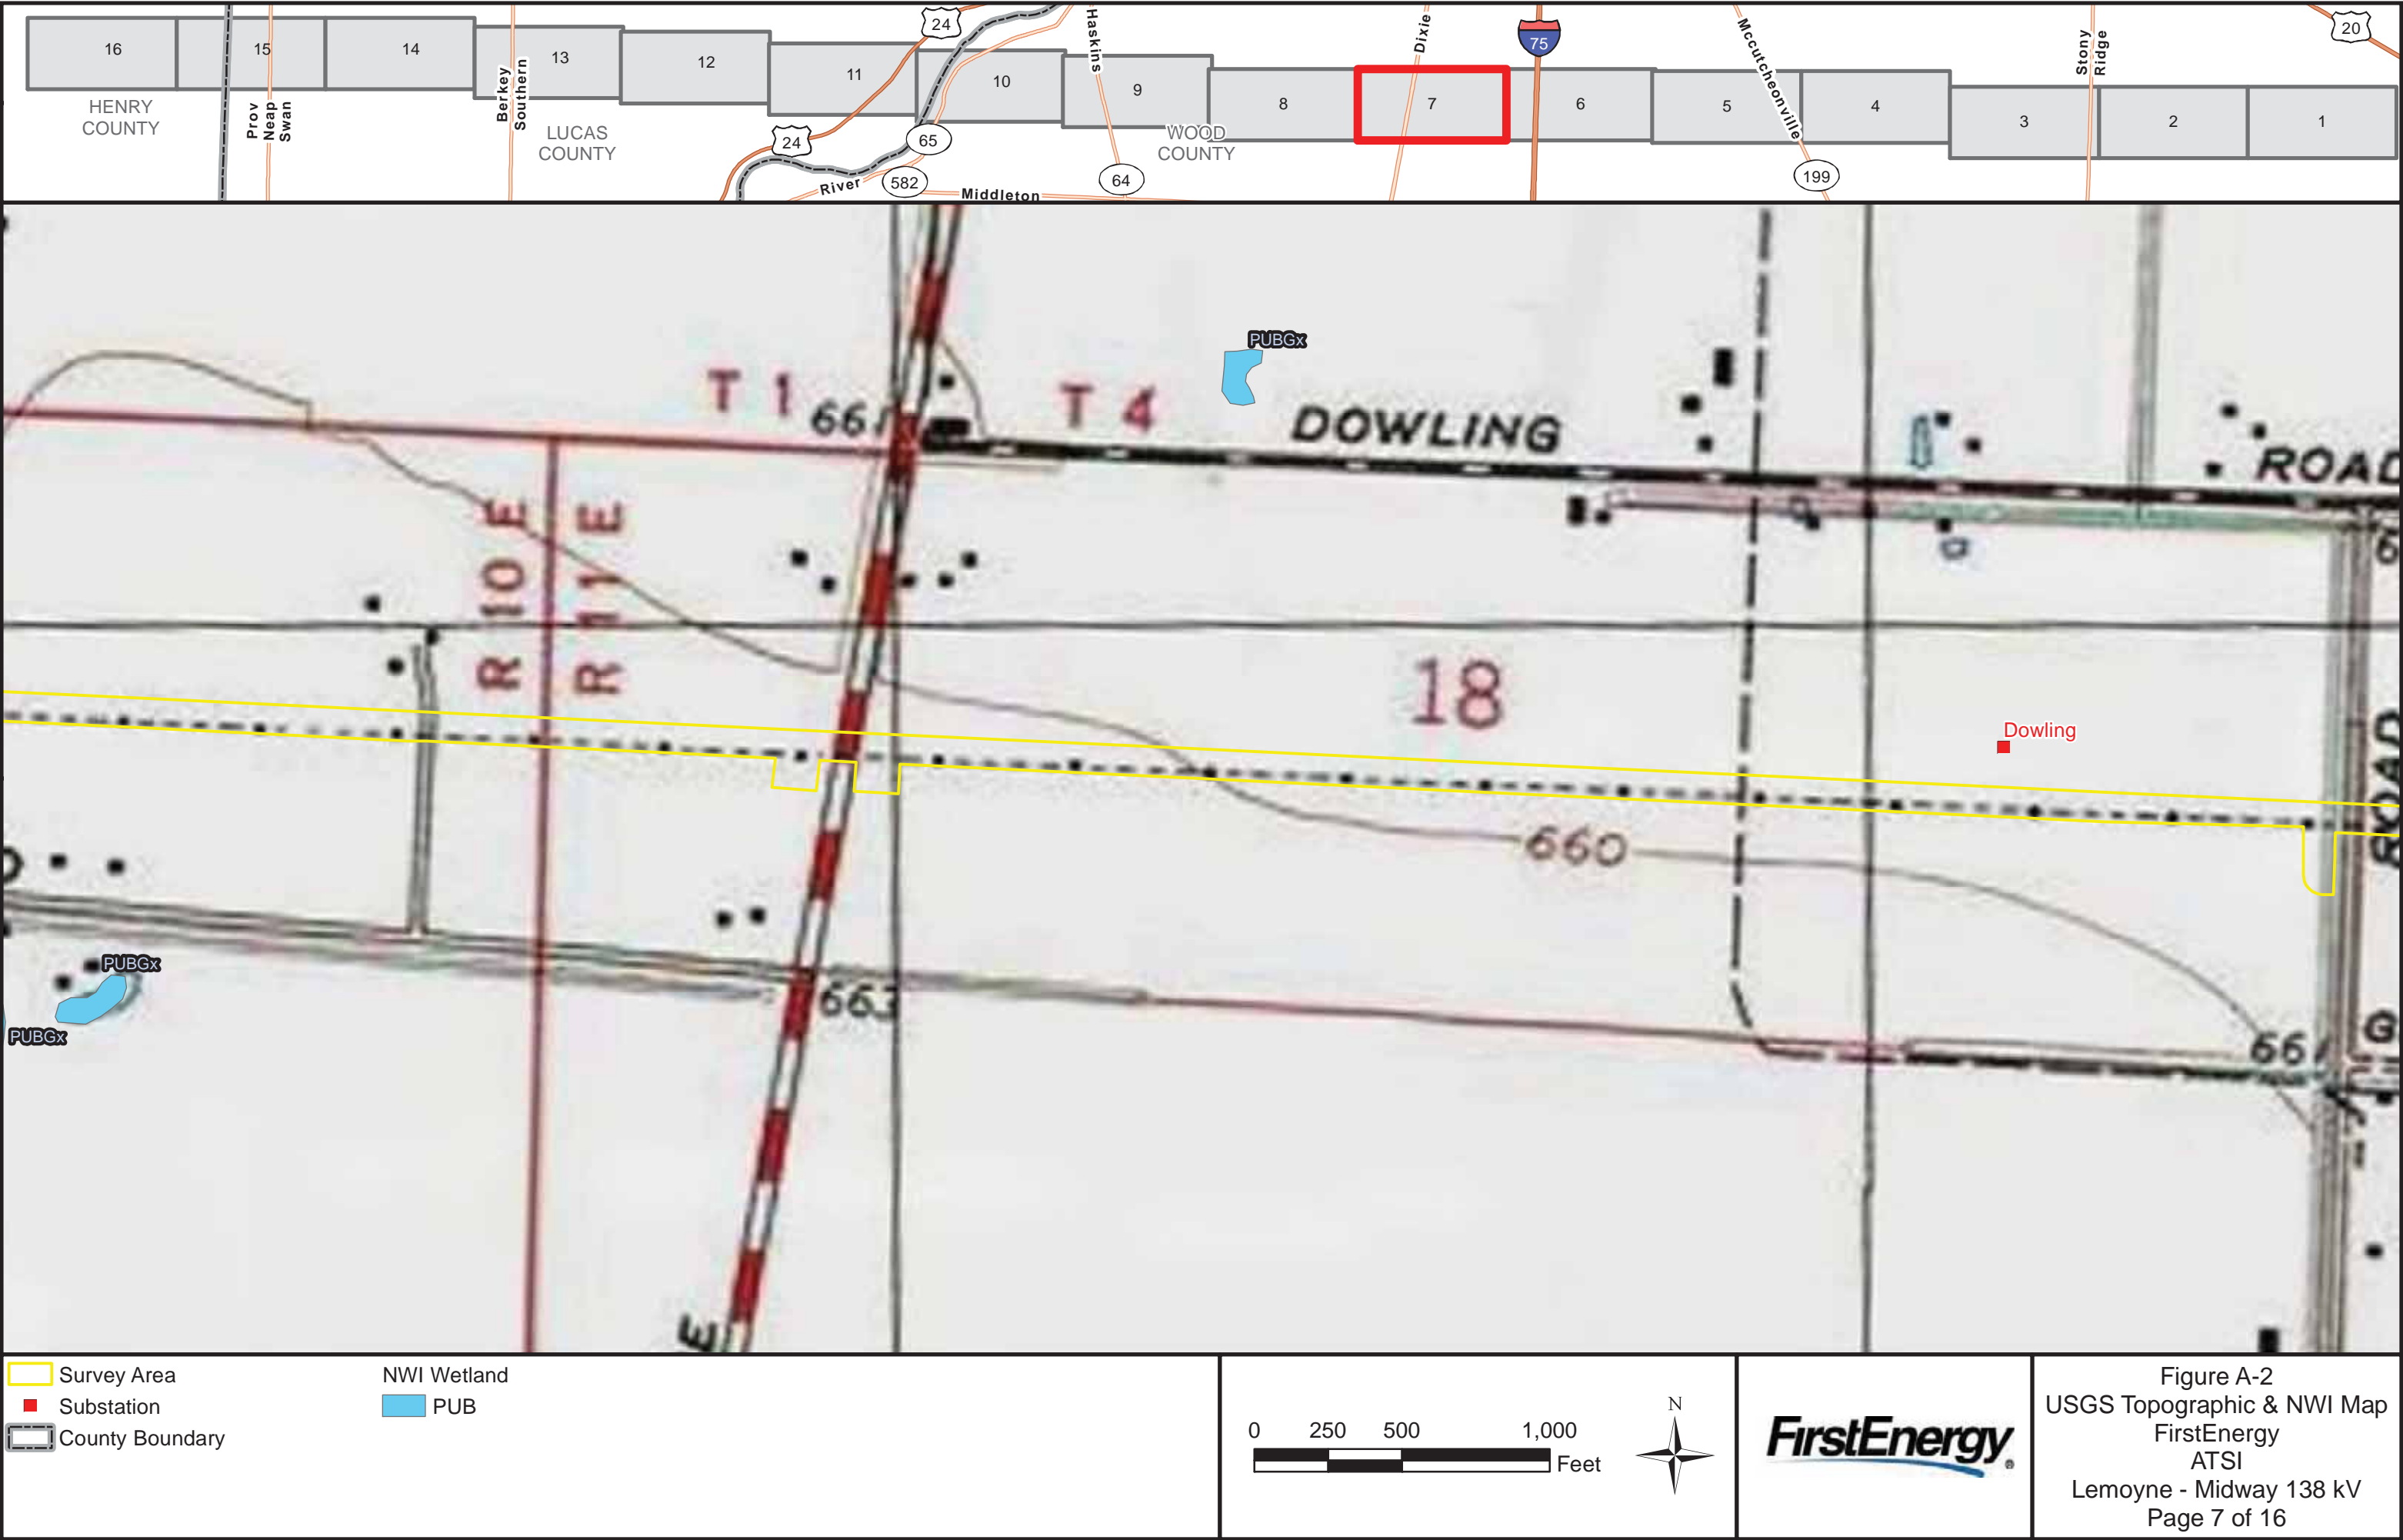 16
15
14
13
12
11
10
9
8
7
6
5
4
3
2
1
24
24
65
582
64
75
199
20
HENRY
COUNTY
Prov
Neap
Swan
Berkey
Southern
LUCAS
COUNTY
River
Middleton
Haskins
WOOD
COUNTY
Dixie
Mccutcheonville
Stony
Ridge
PUBGx
T 1
661
T 4
DOWLING
ROAD
R 10 E
R 11 E
18
Dowling
ROAD
660
PUBGx
PUBGx
663
661
G
E
Survey Area
Substation
County Boundary
NWI Wetland
PUB
0 250 500 1,000
Feet
N
FirstEnergy®
Figure A-2
USGS Topographic & NWI Map
FirstEnergy
ATSI
Lemoyne - Midway 138 kV
Page 7 of 16